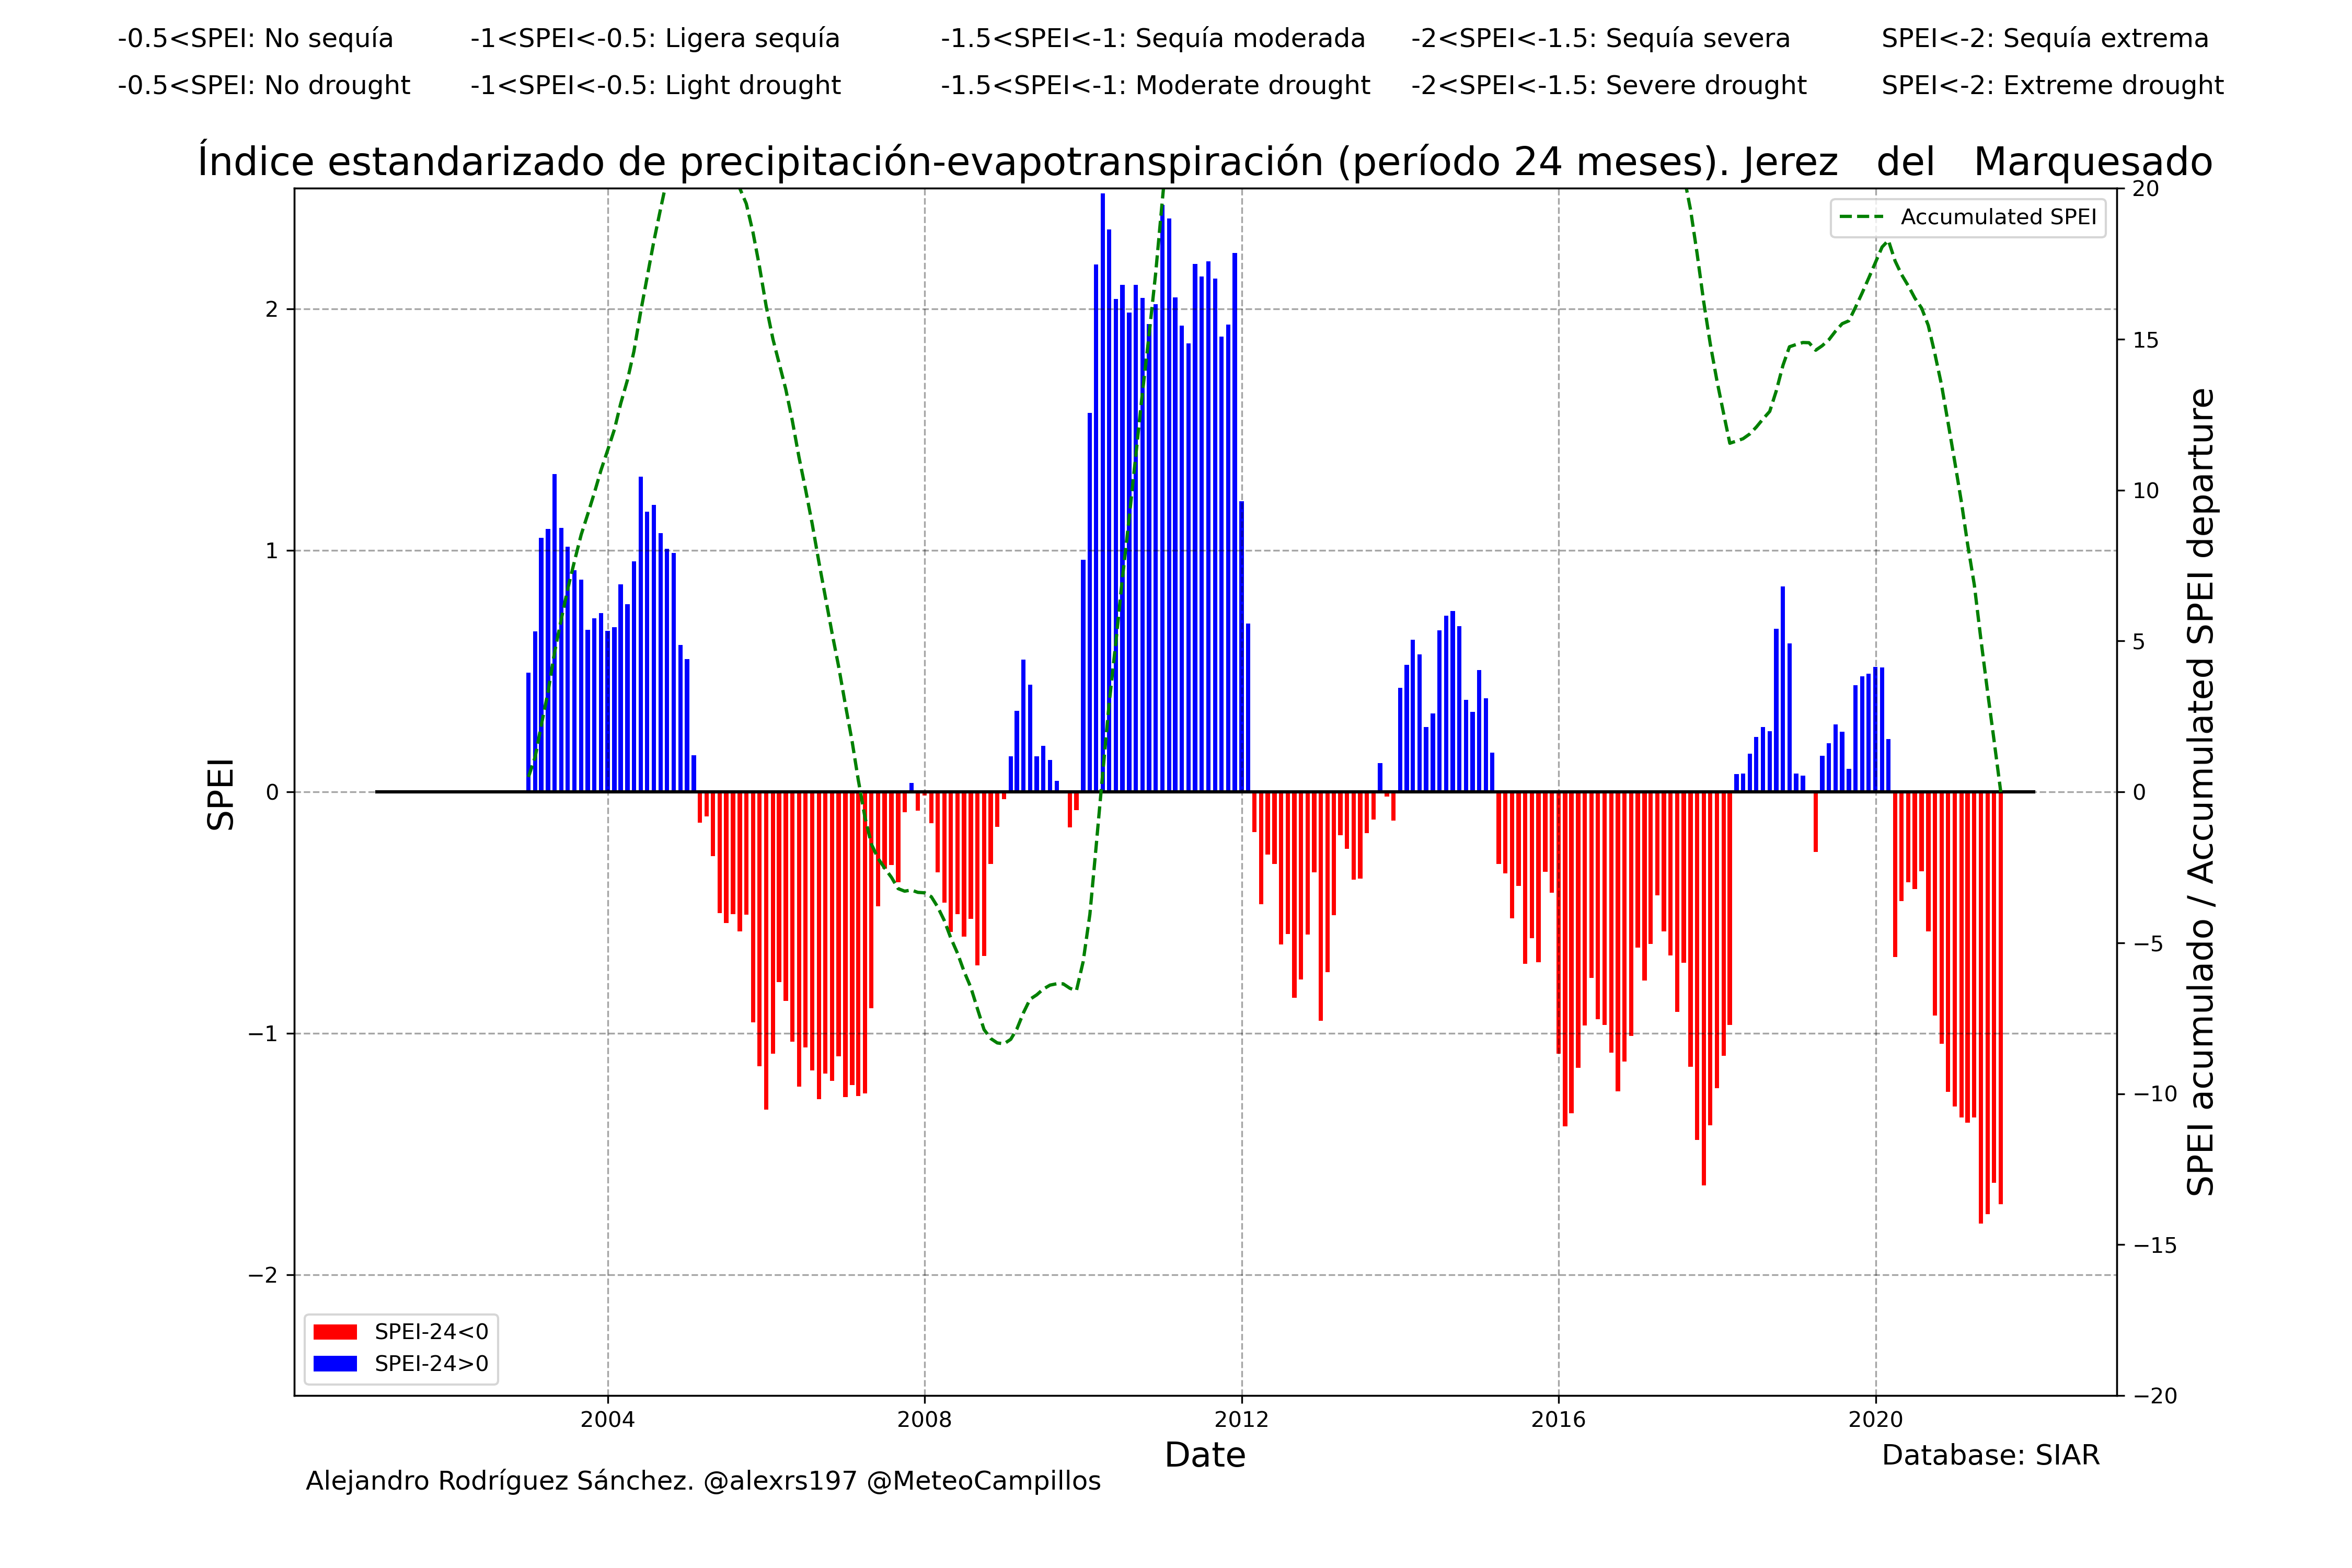 -0.5<SPEI: No sequía -1<SPEI<-0.5: Ligera sequía -1.5<SPEI<-1: Sequía moderada -2<SPEI<-1.5: Sequía severa SPEI<-2: Sequía extrema
-0.5<SPEI: No drought -1<SPEI<-0.5: Light drought -1.5<SPEI<-1: Moderate drought -2<SPEI<-1.5: Severe drought SPEI<-2: Extreme drought
Índice estandarizado de precipitación-evapotranspiración (período 24 meses). Jerez del Marquesado
Accumulated SPEI
SPEI
2
1
0
−1
−2
20
15
10
5
0
−5
−10
−15
−20
SPEI acumulado / Accumulated SPEI departure
SPEI-24<0
SPEI-24>0
2004 2008 2012 2016 2020
Date
Database: SIAR
Alejandro Rodríguez Sánchez. @alexrs197 @MeteoCampillos